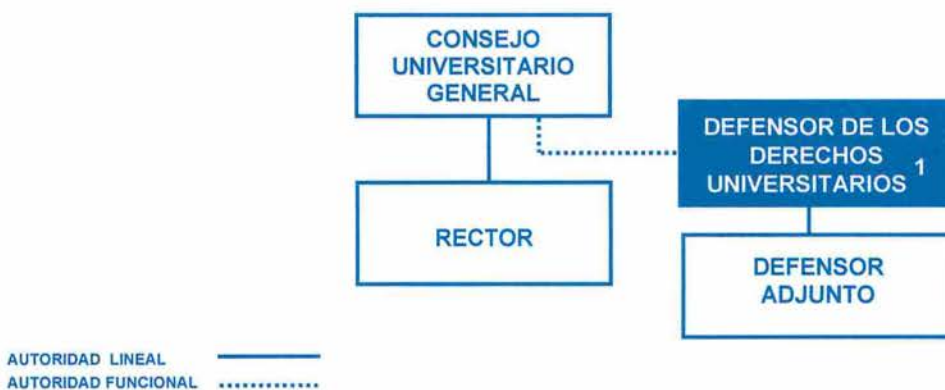 CONSEJO
UNIVERSITARIO
GENERAL
DEFENSOR DE LOS
DERECHOS
UNIVERSITARIOS 1
RECTOR
DEFENSOR
ADJUNTO
AUTORIDAD LINEAL
AUTORIDAD FUNCIONAL